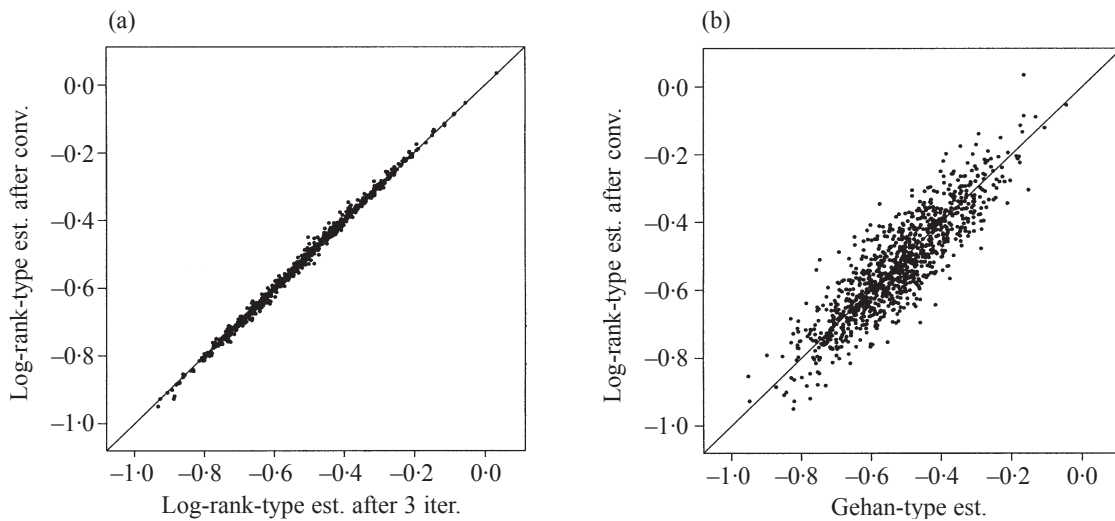 (a)
Log-rank-type est. after conv.
0·0
–0·2
–0·4
–0·6
–0·8
–1·0
–1·0 –0·8 –0·6 –0·4 –0·2 0·0
Log-rank-type est. after 3 iter.
(b)
Log-rank-type est. after conv.
0·0
–0·2
–0·4
–0·6
–0·8
–1·0
–1·0 –0·8 –0·6 –0·4 –0·2 0·0
Gehan-type est.